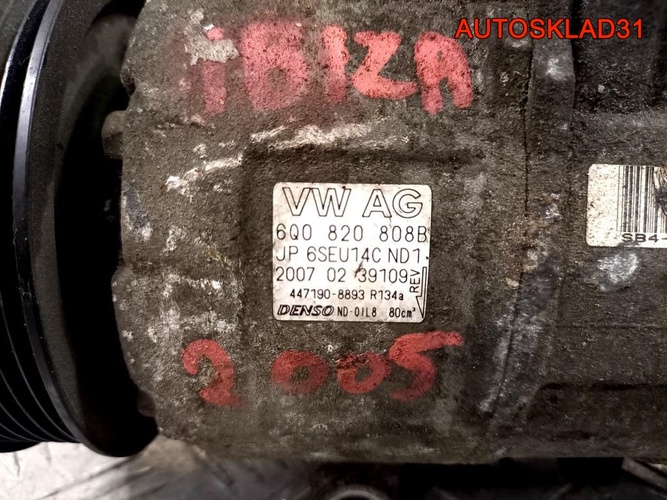 AUTOSKLAD31
IBIZA
VW AG
6Q0 820 808B
JP 6SEU14C ND1
2007 02 39109
REV
447190-8893 R134a
DENSO ND-OIL8 80cm³
SB4-
2005